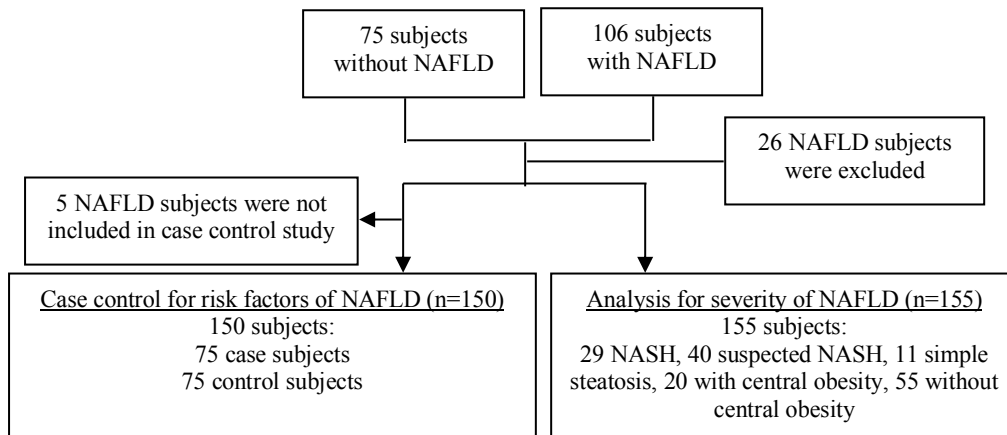 75 subjects
without NAFLD
106 subjects
with NAFLD
26 NAFLD subjects
were excluded
5 NAFLD subjects were not
included in case control study
Case control for risk factors of NAFLD (n=150)
150 subjects:
75 case subjects
75 control subjects
Analysis for severity of NAFLD (n=155)
155 subjects:
29 NASH, 40 suspected NASH, 11 simple
steatosis, 20 with central obesity, 55 without
central obesity